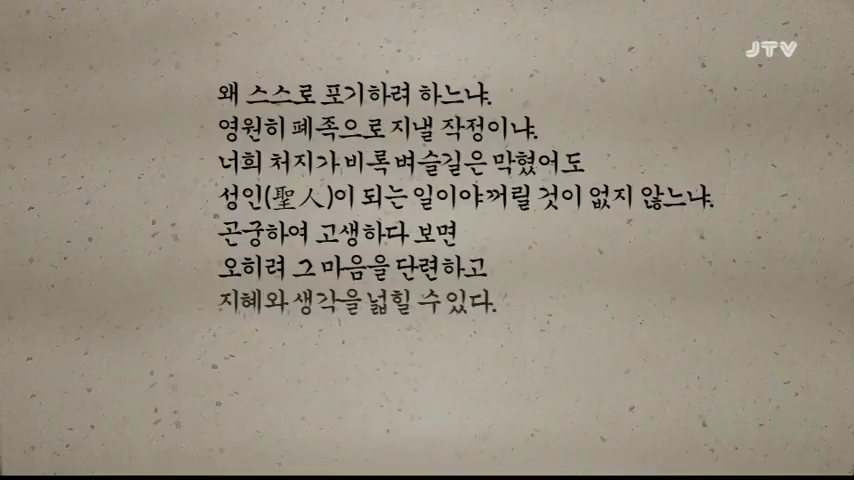 JTV
왜 스스로 포기하려 하느냐.
영원히 폐족으로 지낼 작정이냐.
너희 처지가 비록 벼슬길은 막혔어도
성인(聖人)이 되는 일이야 꺼릴 것이 없지 않느냐.
곤궁하여 고생하다 보면
오히려 그 마음을 단련하고
지혜와 생각을 넓힐 수 있다.